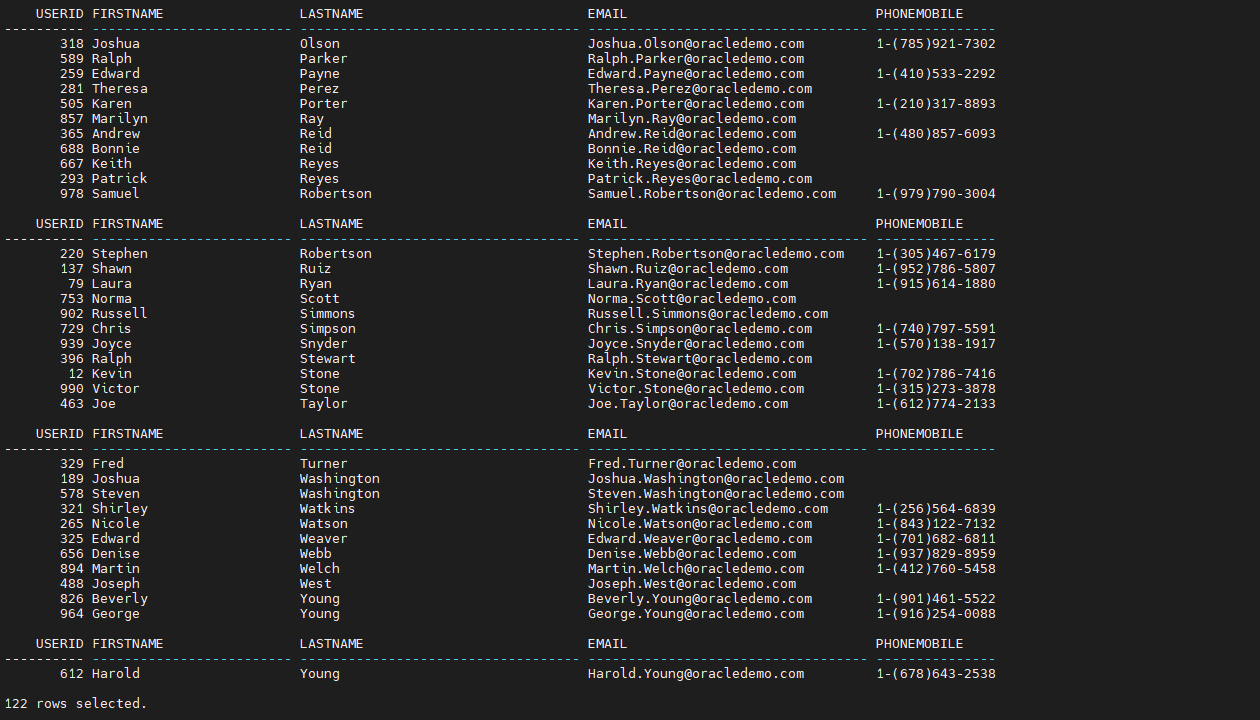 USERID FIRSTNAME                 LASTNAME                            EMAIL                               PHONEMOBILE
---------- ------------------------- ----------------------------------- ----------------------------------- ---------------
       318 Joshua                    Olson                               Joshua.Olson@oracledemo.com         1-(785)921-7302
       589 Ralph                     Parker                              Ralph.Parker@oracledemo.com
       259 Edward                    Payne                               Edward.Payne@oracledemo.com         1-(410)533-2292
       281 Theresa                   Perez                               Theresa.Perez@oracledemo.com
       505 Karen                     Porter                              Karen.Porter@oracledemo.com         1-(210)317-8893
       857 Marilyn                   Ray                                 Marilyn.Ray@oracledemo.com
       365 Andrew                    Reid                                Andrew.Reid@oracledemo.com          1-(480)857-6093
       688 Bonnie                    Reid                                Bonnie.Reid@oracledemo.com
       667 Keith                     Reyes                               Keith.Reyes@oracledemo.com
       293 Patrick                   Reyes                               Patrick.Reyes@oracledemo.com
       978 Samuel                    Robertson                           Samuel.Robertson@oracledemo.com     1-(979)790-3004

    USERID FIRSTNAME                 LASTNAME                            EMAIL                               PHONEMOBILE
---------- ------------------------- ----------------------------------- ----------------------------------- ---------------
       220 Stephen                   Robertson                           Stephen.Robertson@oracledemo.com    1-(305)467-6179
       137 Shawn                     Ruiz                                Shawn.Ruiz@oracledemo.com           1-(952)786-5807
        79 Laura                     Ryan                                Laura.Ryan@oracledemo.com           1-(915)614-1880
       753 Norma                     Scott                               Norma.Scott@oracledemo.com
       902 Russell                   Simmons                             Russell.Simmons@oracledemo.com
       729 Chris                     Simpson                             Chris.Simpson@oracledemo.com        1-(740)797-5591
       939 Joyce                     Snyder                              Joyce.Snyder@oracledemo.com         1-(570)138-1917
       396 Ralph                     Stewart                             Ralph.Stewart@oracledemo.com
        12 Kevin                     Stone                               Kevin.Stone@oracledemo.com          1-(702)786-7416
       990 Victor                    Stone                               Victor.Stone@oracledemo.com         1-(315)273-3878
       463 Joe                       Taylor                              Joe.Taylor@oracledemo.com           1-(612)774-2133

    USERID FIRSTNAME                 LASTNAME                            EMAIL                               PHONEMOBILE
---------- ------------------------- ----------------------------------- ----------------------------------- ---------------
       329 Fred                      Turner                              Fred.Turner@oracledemo.com
       189 Joshua                    Washington                          Joshua.Washington@oracledemo.com
       578 Steven                    Washington                          Steven.Washington@oracledemo.com
       321 Shirley                   Watkins                             Shirley.Watkins@oracledemo.com      1-(256)564-6839
       265 Nicole                    Watson                              Nicole.Watson@oracledemo.com        1-(843)122-7132
       325 Edward                    Weaver                              Edward.Weaver@oracledemo.com        1-(701)682-6811
       656 Denise                    Webb                                Denise.Webb@oracledemo.com          1-(937)829-8959
       894 Martin                    Welch                               Martin.Welch@oracledemo.com         1-(412)760-5458
       488 Joseph                    West                                Joseph.West@oracledemo.com
       826 Beverly                   Young                               Beverly.Young@oracledemo.com        1-(901)461-5522
       964 George                    Young                               George.Young@oracledemo.com         1-(916)254-0088

    USERID FIRSTNAME                 LASTNAME                            EMAIL                               PHONEMOBILE
---------- ------------------------- ----------------------------------- ----------------------------------- ---------------
       612 Harold                    Young                               Harold.Young@oracledemo.com         1-(678)643-2538

122 rows selected.